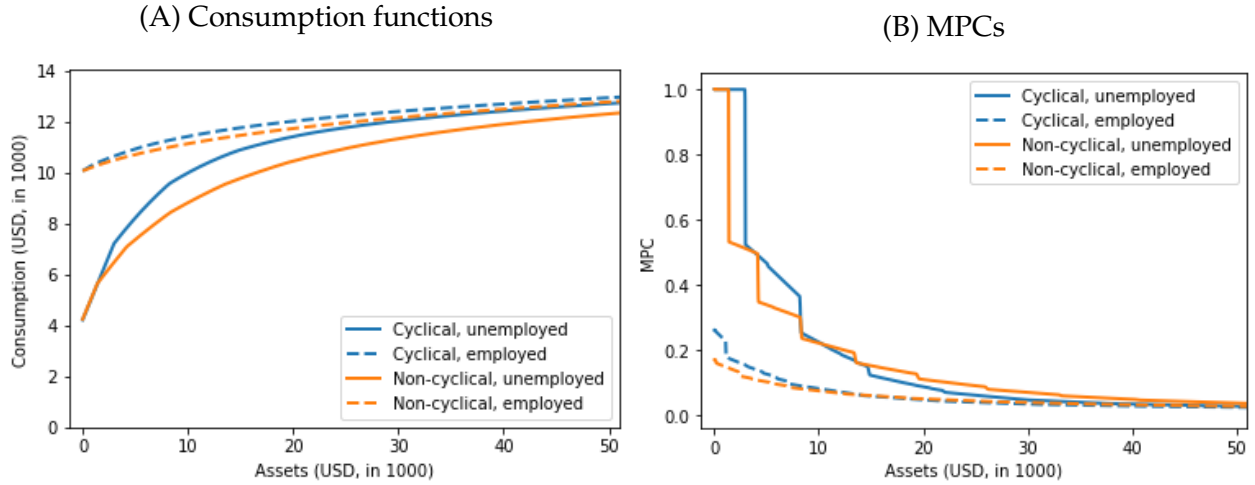 (A) Consumption functions
Consumption (USD, in 1000)
14
12
10
8
6
4
2
0
Cyclical, unemployed
Cyclical, employed
Non-cyclical, unemployed
Non-cyclical, employed
0 10 20 30 40 50
Assets (USD, in 1000)
(B) MPCs
MPC
1.0
0.8
0.6
0.4
0.2
0.0
Cyclical, unemployed
Cyclical, employed
Non-cyclical, unemployed
Non-cyclical, employed
0 10 20 30 40 50
Assets (USD, in 1000)